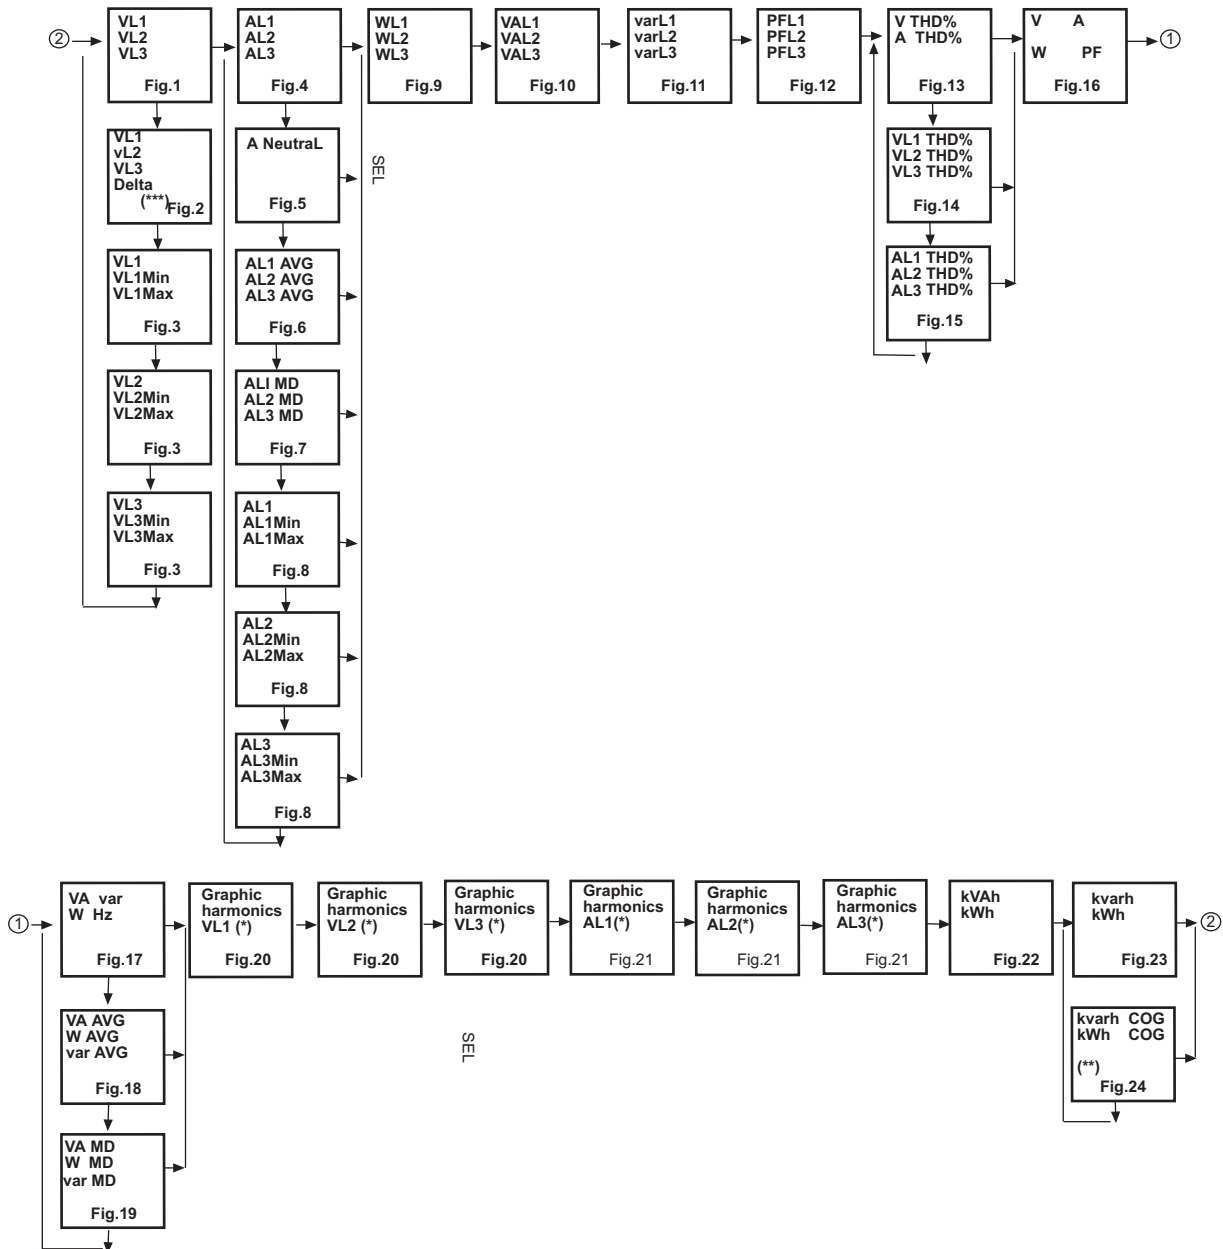 ②
VL1
VL2
VL3
Fig.1
AL1
AL2
AL3
Fig.4
WL1
WL2
WL3
Fig.9
VAL1
VAL2
VAL3
Fig.10
varL1
varL2
varL3
Fig.11
PFL1
PFL2
PFL3
Fig.12
V THD%
A THD%
Fig.13
V A
W PF
Fig.16
①
VL1
vL2
VL3
Delta
(***)Fig.2
A NeutraL
Fig.5
SEL
VL1 THD%
VL2 THD%
VL3 THD%
Fig.14
VL1
VL1Min
VL1Max
Fig.3
AL1 AVG
AL2 AVG
AL3 AVG
Fig.6
AL1 THD%
AL2 THD%
AL3 THD%
Fig.15
VL2
VL2Min
VL2Max
Fig.3
ALI MD
AL2 MD
AL3 MD
Fig.7
VL3
VL3Min
VL3Max
Fig.3
AL1
AL1Min
AL1Max
Fig.8
AL2
AL2Min
AL2Max
Fig.8
AL3
AL3Min
AL3Max
Fig.8
①
VA var
W Hz
Fig.17
Graphic
harmonics
VL1 (*)
Fig.20
Graphic
harmonics
VL2 (*)
Fig.20
Graphic
harmonics
VL3 (*)
Fig.20
Graphic
harmonics
AL1(*)
Fig.21
Graphic
harmonics
AL2(*)
Fig.21
Graphic
harmonics
AL3(*)
Fig.21
kVAh
kWh
Fig.22
kvarh
kWh
Fig.23
②
VA AVG
W AVG
var AVG
Fig.18
SEL
kvarh COG
kWh COG
(**)
Fig.24
VA MD
W MD
var MD
Fig.19